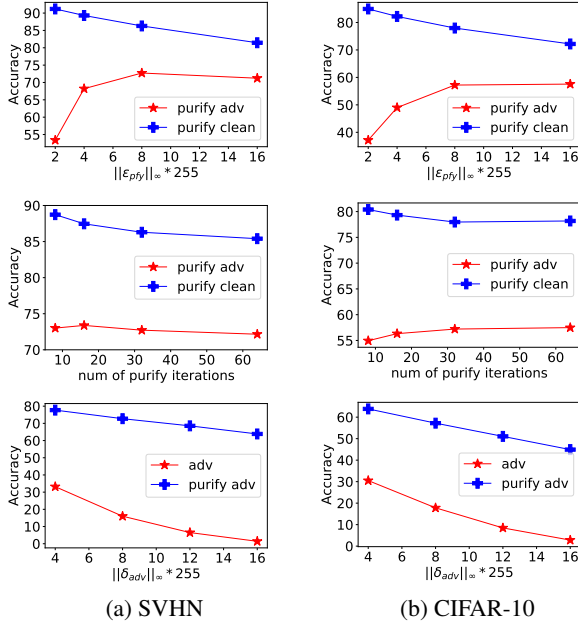 90
85
80
75
70
65
60
55
Accuracy
purify adv
purify clean
2 4 6 8 10 12 14 16
||ε_pfy||∞ * 255
80
70
60
50
40
Accuracy
purify adv
purify clean
2 4 6 8 10 12 14 16
||ε_pfy||∞ * 255
90
85
80
75
70
Accuracy
purify adv
purify clean
10 20 30 40 50 60
num of purify iterations
80
75
70
65
60
55
Accuracy
purify adv
purify clean
10 20 30 40 50 60
num of purify iterations
80
70
60
50
40
30
20
10
0
Accuracy
adv
purify adv
4 6 8 10 12 14 16
||δ_adv||∞ * 255
60
50
40
30
20
10
0
Accuracy
adv
purify adv
4 6 8 10 12 14 16
||δ_adv||∞ * 255
(a) SVHN
(b) CIFAR-10